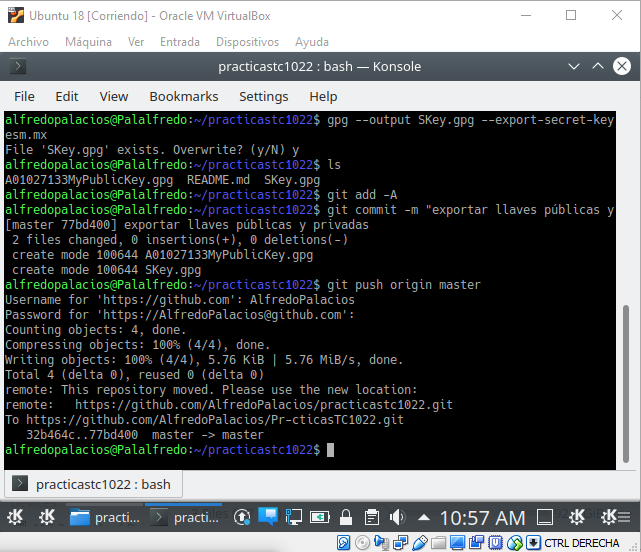 Ubuntu 18 [Corriendo] - Oracle VM VirtualBox
Archivo Máquina Ver Entrada Dispositivos Ayuda
practicastc1022 : bash — Konsole
File Edit View Bookmarks Settings Help
alfredopalacios@Palalfredo:~/practicastc1022$ gpg --output SKey.gpg --export-secret-key
esm.mx
File 'SKey.gpg' exists. Overwrite? (y/N) y
alfredopalacios@Palalfredo:~/practicastc1022$ ls
A01027133MyPublicKey.gpg README.md SKey.gpg
alfredopalacios@Palalfredo:~/practicastc1022$ git add -A
alfredopalacios@Palalfredo:~/practicastc1022$ git commit -m "exportar llaves públicas y
[master 77bd400] exportar llaves públicas y privadas
2 files changed, 0 insertions(+), 0 deletions(-)
create mode 100644 A01027133MyPublicKey.gpg
create mode 100644 SKey.gpg
alfredopalacios@Palalfredo:~/practicastc1022$ git push origin master
Username for 'https://github.com': AlfredoPalacios
Password for 'https://AlfredoPalacios@github.com':
Counting objects: 4, done.
Compressing objects: 100% (4/4), done.
Writing objects: 100% (4/4), 5.76 KiB | 5.76 MiB/s, done.
Total 4 (delta 0), reused 0 (delta 0)
remote: This repository moved. Please use the new location:
remote: https://github.com/AlfredoPalacios/practicastc1022.git
To https://github.com/AlfredoPalacios/Pr-cticasTC1022.git
32b464c..77bd400 master -> master
alfredopalacios@Palalfredo:~/practicastc1022$
practicastc1022 : bash
practi... practi... 10:57 AM
CTRL DERECHA